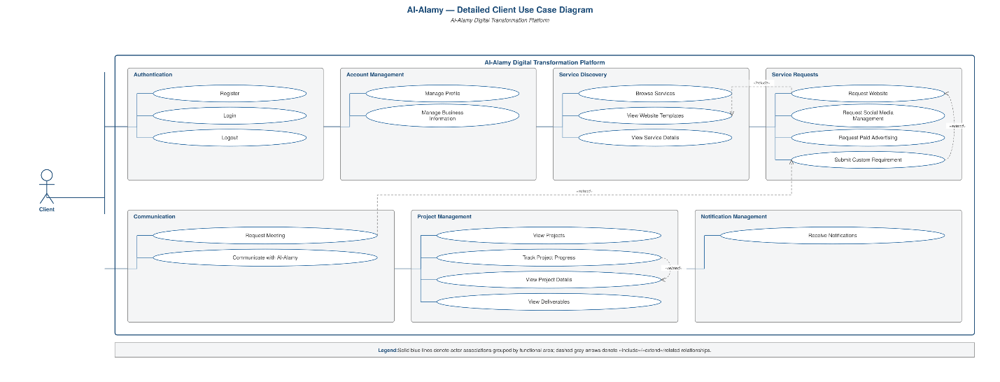 Al-Alamy — Detailed Client Use Case Diagram
Al-Alamy Digital Transformation Platform
Al-Alamy Digital Transformation Platform
Authentication
Register
Login
Logout
Account Management
Manage Profile
Manage Business
Information
Service Discovery
Browse Services
View Website Templates
View Service Details
«include»
Service Requests
Request Website
Request Social Media
Management
Request Paid Advertising
Submit Custom Requirement
«extend»
«extend»
Client
Communication
Request Meeting
Communicate with Al-Alamy
Project Management
View Projects
Track Project Progress
View Project Details
View Deliverables
«related»
Notification Management
Receive Notifications
Legend:Solid blue lines denote actor associations grouped by functional area; dashed gray arrows denote «include»/«extend»/related relationships.